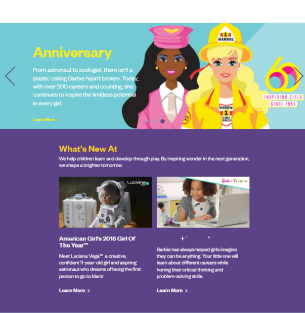 Anniversary
From astronaut to zoologist, there isn't a
plastic ceiling Barbie hasn't broken. Today,
with over 200 careers and counting, she
continues to inspire the limitless potential
in every girl
Learn More >
BARBIE
60
INSPIRING GIRLS
SINCE 1959
What's New At
We help children learn and develop through play. By inspiring wonder in the next generation,
we shape a brighter tomorrow.
Luciana
American Girl's 2018 Girl Of
The Year™
Meet Luciana Vega™ a creative,
confident 11-year-old girl and aspiring
astronaut who dreams of being the first
person to go to Mars!
Learn More >
Barbie has always helped girls imagine
they can be anything. Your little one will
learn about different careers while
honing their critical thinking and
problem-solving skills.
Learn More >